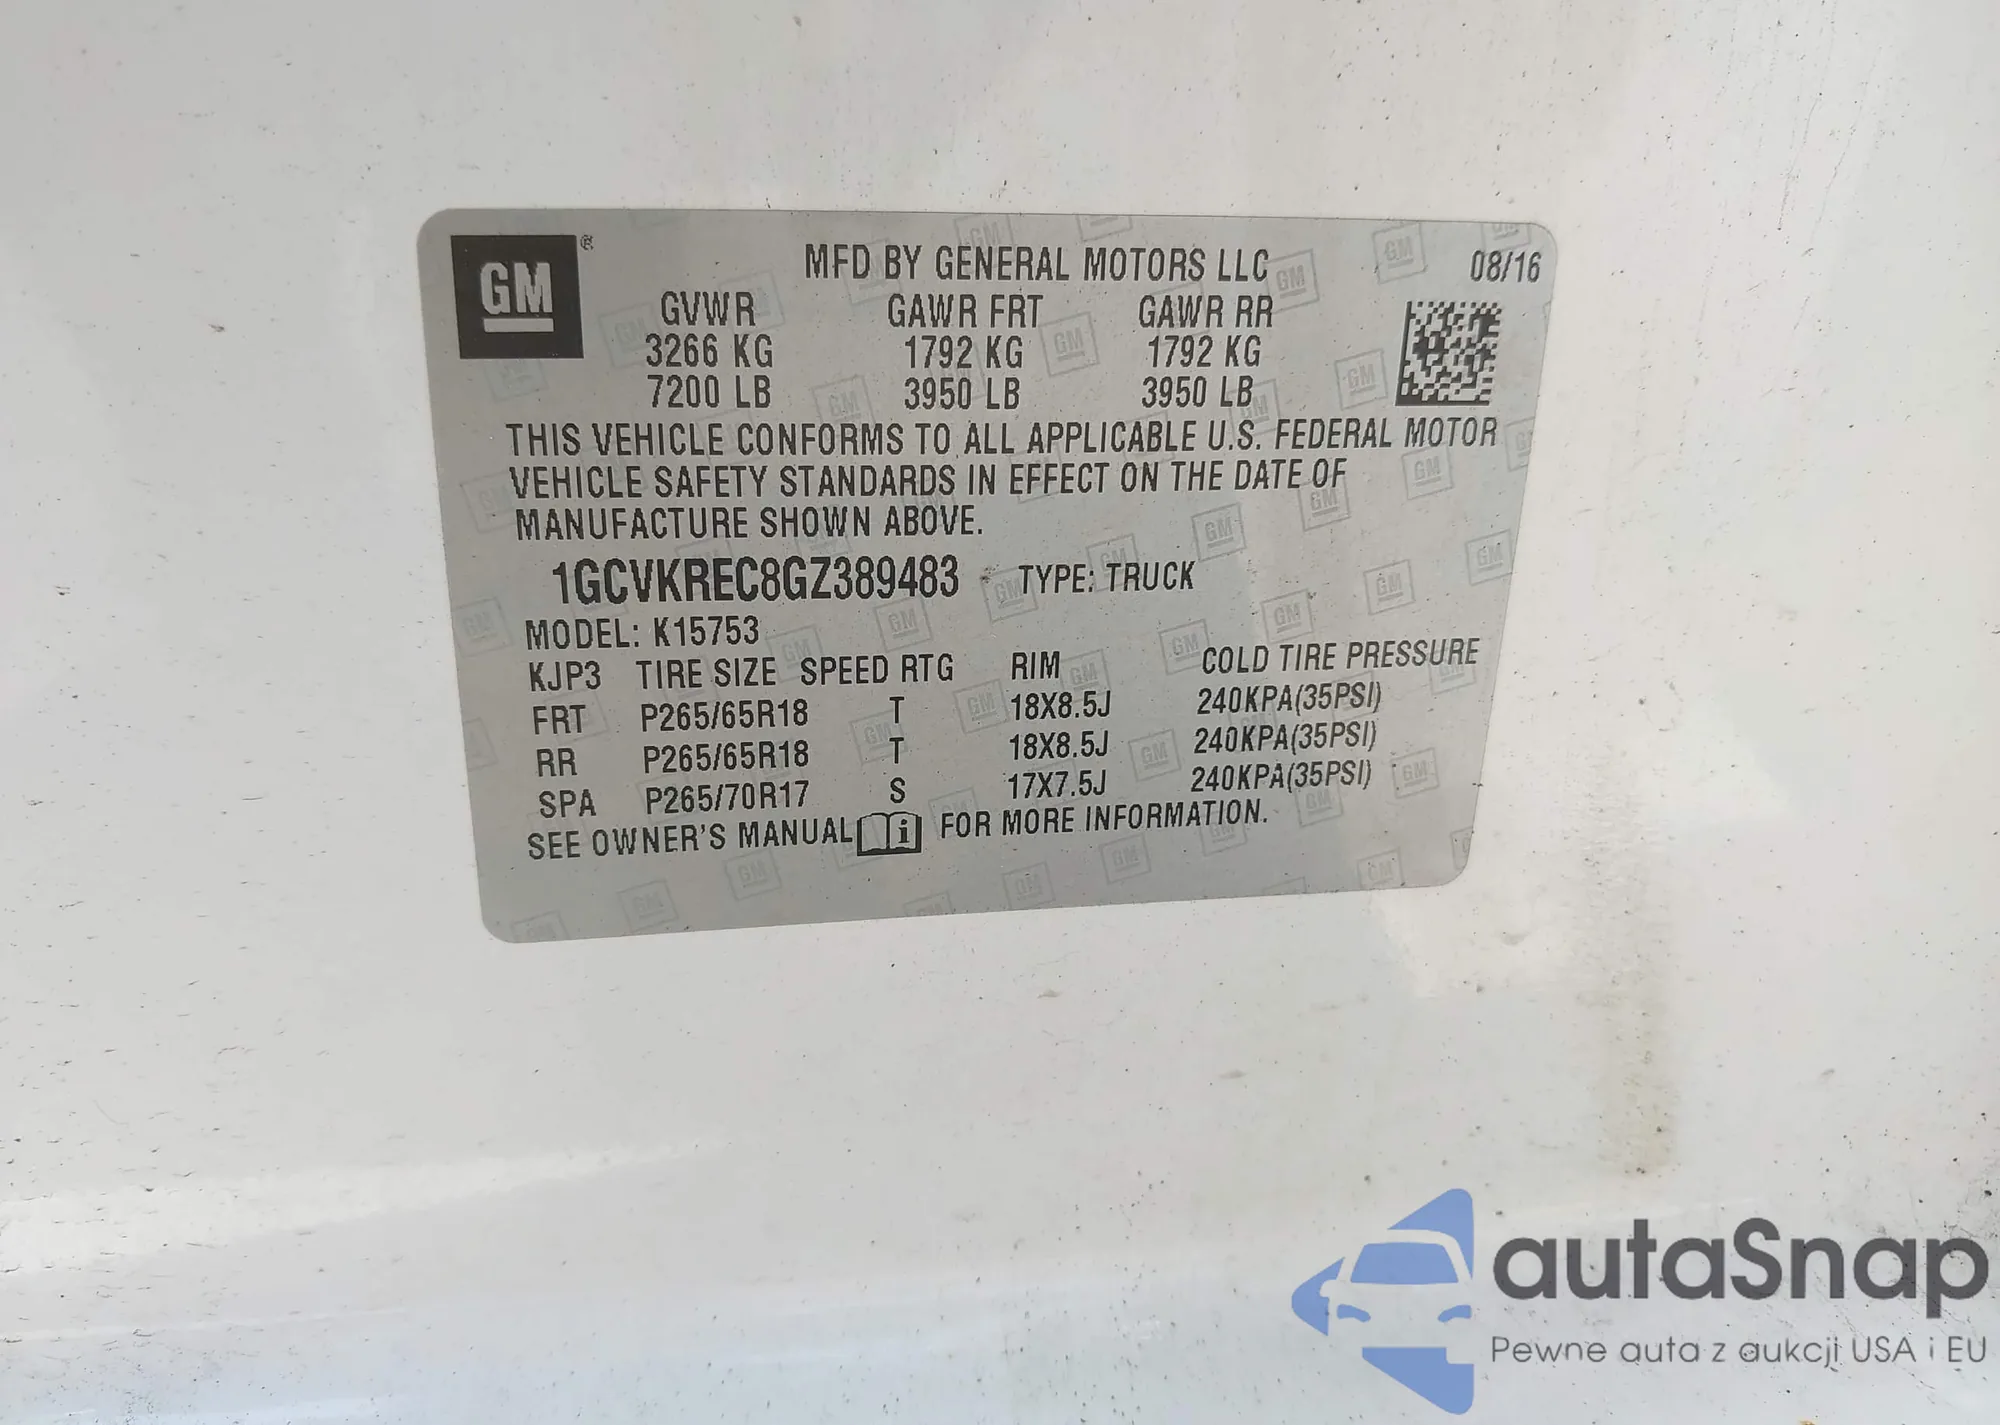 GM ®
MFD BY GENERAL MOTORS LLC 08/16
GVWR GAWR FRT GAWR RR
3266 KG 1792 KG 1792 KG
7200 LB 3950 LB 3950 LB
THIS VEHICLE CONFORMS TO ALL APPLICABLE U.S. FEDERAL MOTOR
VEHICLE SAFETY STANDARDS IN EFFECT ON THE DATE OF
MANUFACTURE SHOWN ABOVE.
1GCVKREC8GZ389483 TYPE: TRUCK
MODEL: K15753
KJP3 TIRE SIZE SPEED RTG RIM COLD TIRE PRESSURE
FRT P265/65R18 T 18X8.5J 240KPA(35PSI)
RR P265/65R18 T 18X8.5J 240KPA(35PSI)
SPA P265/70R17 S 17X7.5J 240KPA(35PSI)
SEE OWNER'S MANUAL i FOR MORE INFORMATION.
autaSnap
Pewne auta z aukcji USA i EU